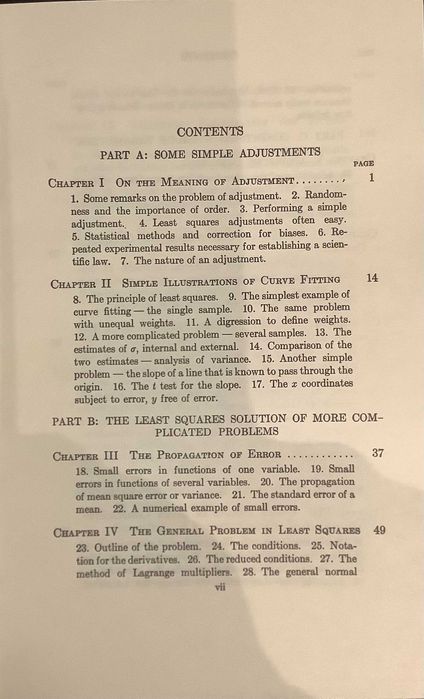 CONTENTS
PART A: SOME SIMPLE ADJUSTMENTS
PAGE
CHAPTER I ON THE MEANING OF ADJUSTMENT........, 1
1. Some remarks on the problem of adjustment. 2. Random-
ness and the importance of order. 3. Performing a simple
adjustment. 4. Least squares adjustments often easy.
5. Statistical methods and correction for biases. 6. Re-
peated experimental results necessary for establishing a scien-
tific law. 7. The nature of an adjustment.
CHAPTER II SIMPLE ILLUSTRATIONS OF CURVE FITTING 14
8. The principle of least squares. 9. The simplest example of
curve fitting — the single sample. 10. The same problem
with unequal weights. 11. A digression to define weights.
12. A more complicated problem — several samples. 13. The
estimates of σ, internal and external. 14. Comparison of the
two estimates — analysis of variance. 15. Another simple
problem — the slope of a line that is known to pass through the
origin. 16. The t test for the slope. 17. The x coordinates
subject to error, y free of error.
PART B: THE LEAST SQUARES SOLUTION OF MORE COM-
PLICATED PROBLEMS
CHAPTER III THE PROPAGATION OF ERROR ............ 37
18. Small errors in functions of one variable. 19. Small
errors in functions of several variables. 20. The propagation
of mean square error or variance. 21. The standard error of a
mean. 22. A numerical example of small errors.
CHAPTER IV THE GENERAL PROBLEM IN LEAST SQUARES 49
23. Outline of the problem. 24. The conditions. 25. Nota-
tion for the derivatives. 26. The reduced conditions. 27. The
method of Lagrange multipliers. 28. The general normal
vii